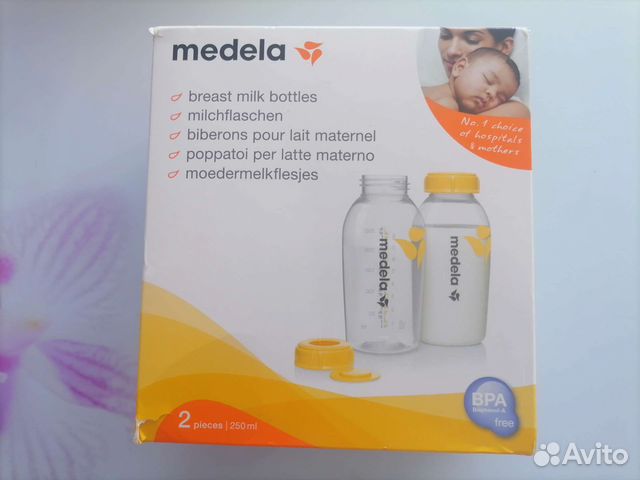 medela
breast milk bottles
milchflaschen
biberons pour lait maternel
poppatoi per latte materno
moedermelkflesjes
No. 1 choice
of hospitals
& mothers
medela
medela
2 pieces | 250 ml
BPA
Bisphenol-A
free
Avito